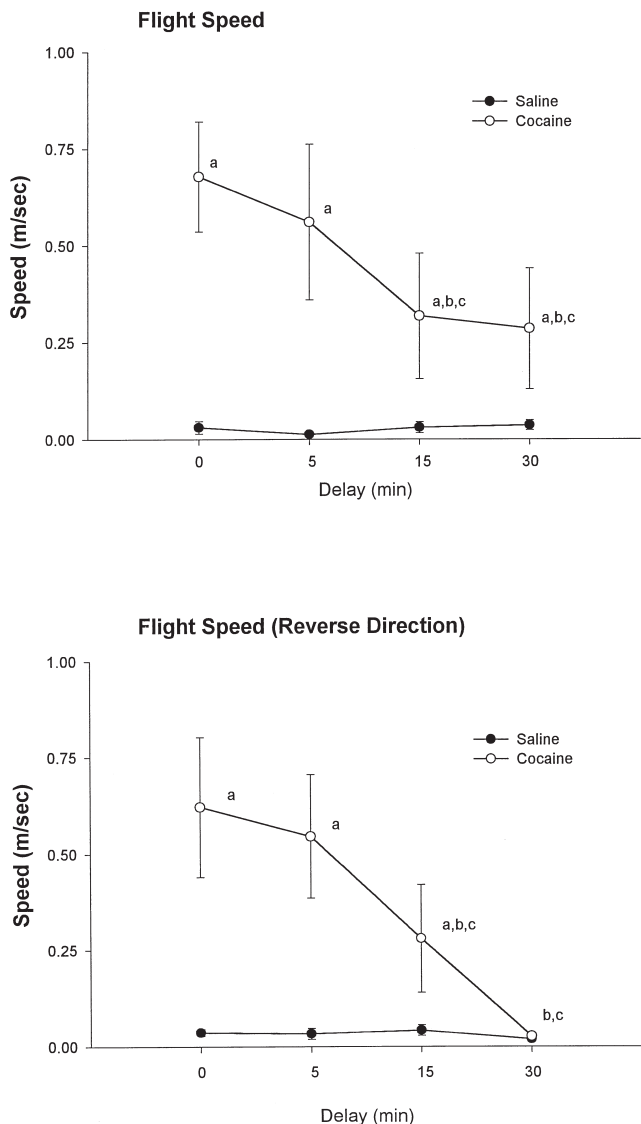 Flight Speed
1.00
Saline
Cocaine
0.75
a
a
0.50
a,b,c
a,b,c
0.25
0.00
0 5 15 30
Delay (min)
Speed (m/sec)
Flight Speed (Reverse Direction)
1.00
Saline
Cocaine
0.75
a
a
0.50
a,b,c
0.25
b,c
0.00
0 5 15 30
Delay (min)
Speed (m/sec)